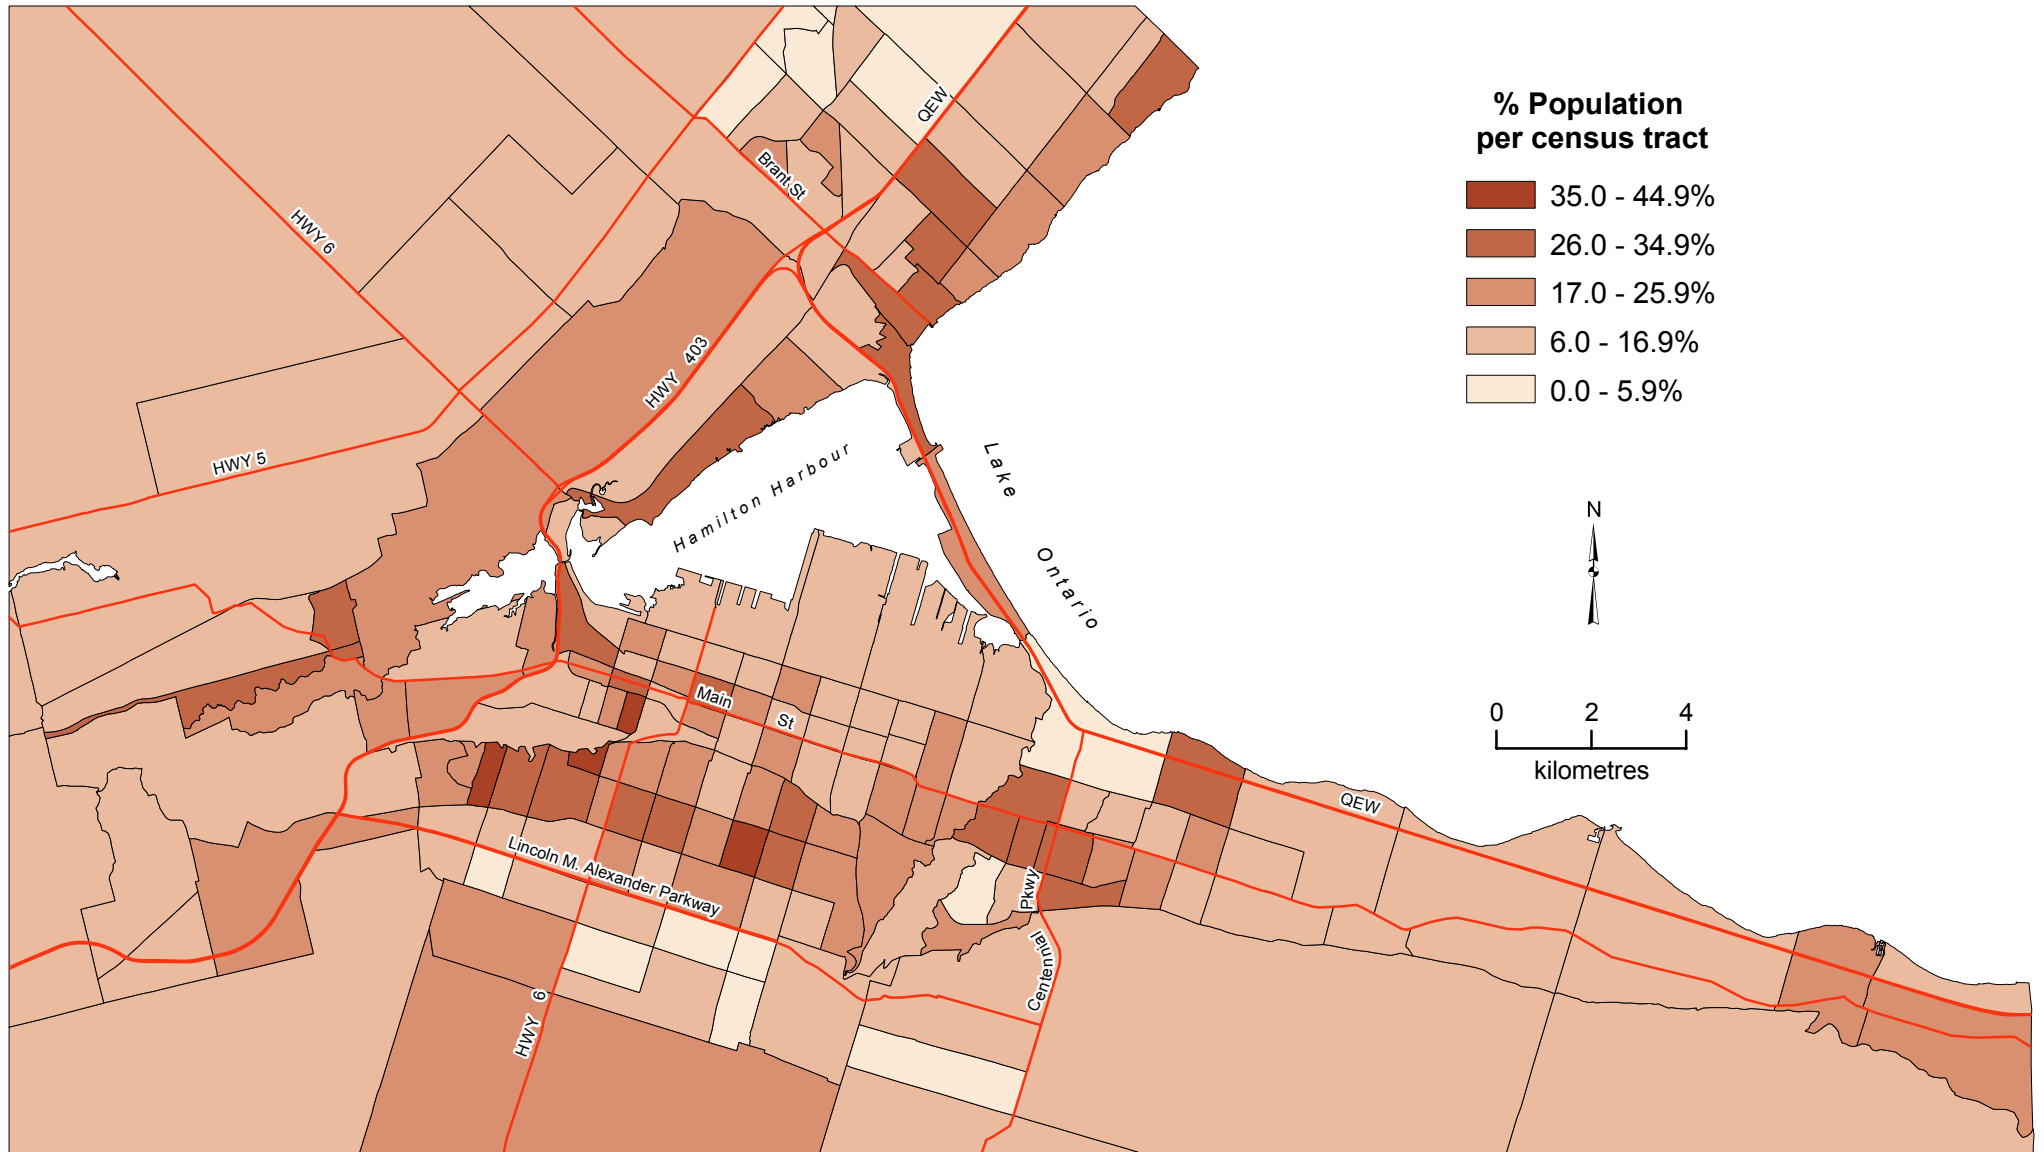 % Population
per census tract
35.0 - 44.9%
26.0 - 34.9%
17.0 - 25.9%
6.0 - 16.9%
0.0 - 5.9%
QEW
Brant St
HWY 6
HWY 403
HWY 5
Hamilton Harbour
Lake
Ontario
N
0 2 4
kilometres
Main St
QEW
Lincoln M. Alexander Parkway
Centennial Pkwy
HWY 6